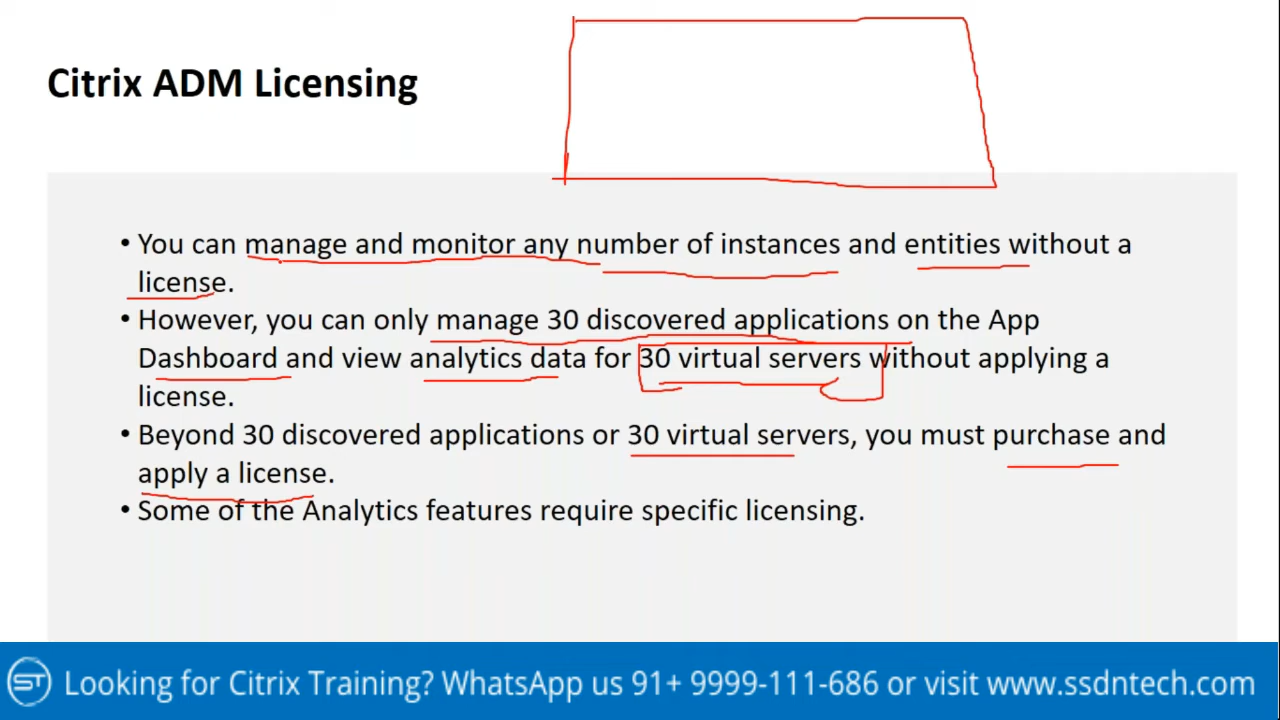 Citrix ADM Licensing
• You can manage and monitor any number of instances and entities without a
license.
• However, you can only manage 30 discovered applications on the App
Dashboard and view analytics data for 30 virtual servers without applying a
license.
• Beyond 30 discovered applications or 30 virtual servers, you must purchase and
apply a license.
• Some of the Analytics features require specific licensing.
ST Looking for Citrix Training? WhatsApp us 91+ 9999-111-686 or visit www.ssdntech.com